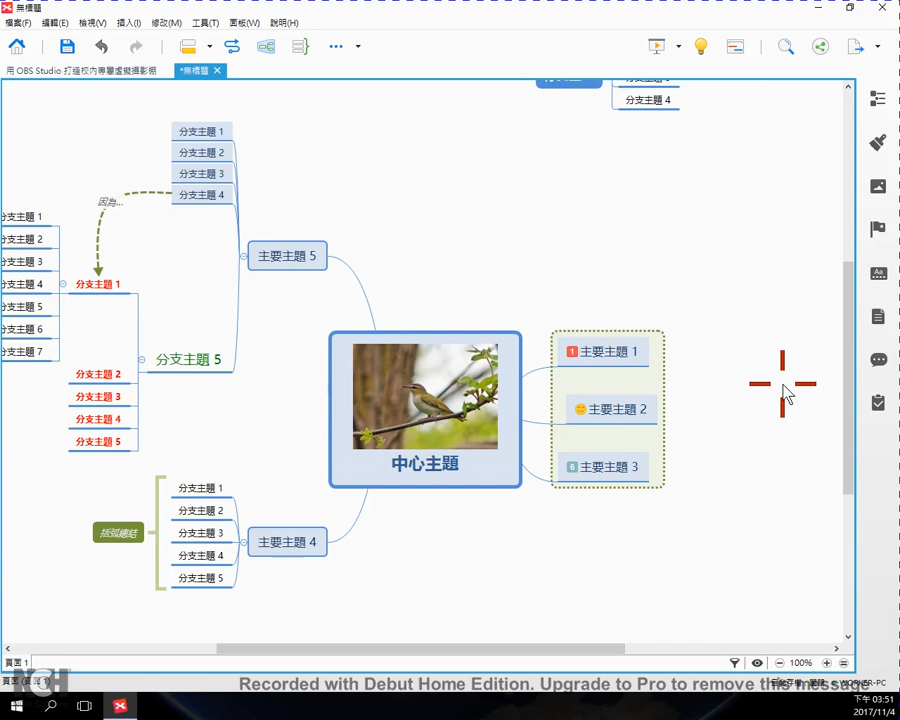 無標題
檔案(F) 編輯(E) 檢視(V) 插入(I) 修改(M) 工具(T) 面板(W) 說明(H)
用 OBS Studio 打造校內專屬虛擬攝影棚
*無標題
分支主題 4
分支主題 1
分支主題 2
分支主題 3
分支主題 4
因為...
分支主題 1
分支主題 2
分支主題 3
分支主題 4
分支主題 5
分支主題 6
分支主題 7
分支主題 1
主要主題 5
分支主題 5
分支主題 2
分支主題 3
分支主題 4
分支主題 5
1 主要主題 1
主要主題 2
6 主要主題 3
中心主題
分支主題 1
分支主題 2
分支主題 3
分支主題 4
分支主題 5
括弧總結
主要主題 4
頁面 1
100%
NCH
Recorded with Debut Home Edition. Upgrade to Pro to remove this message
下午 03:51
2017/11/4